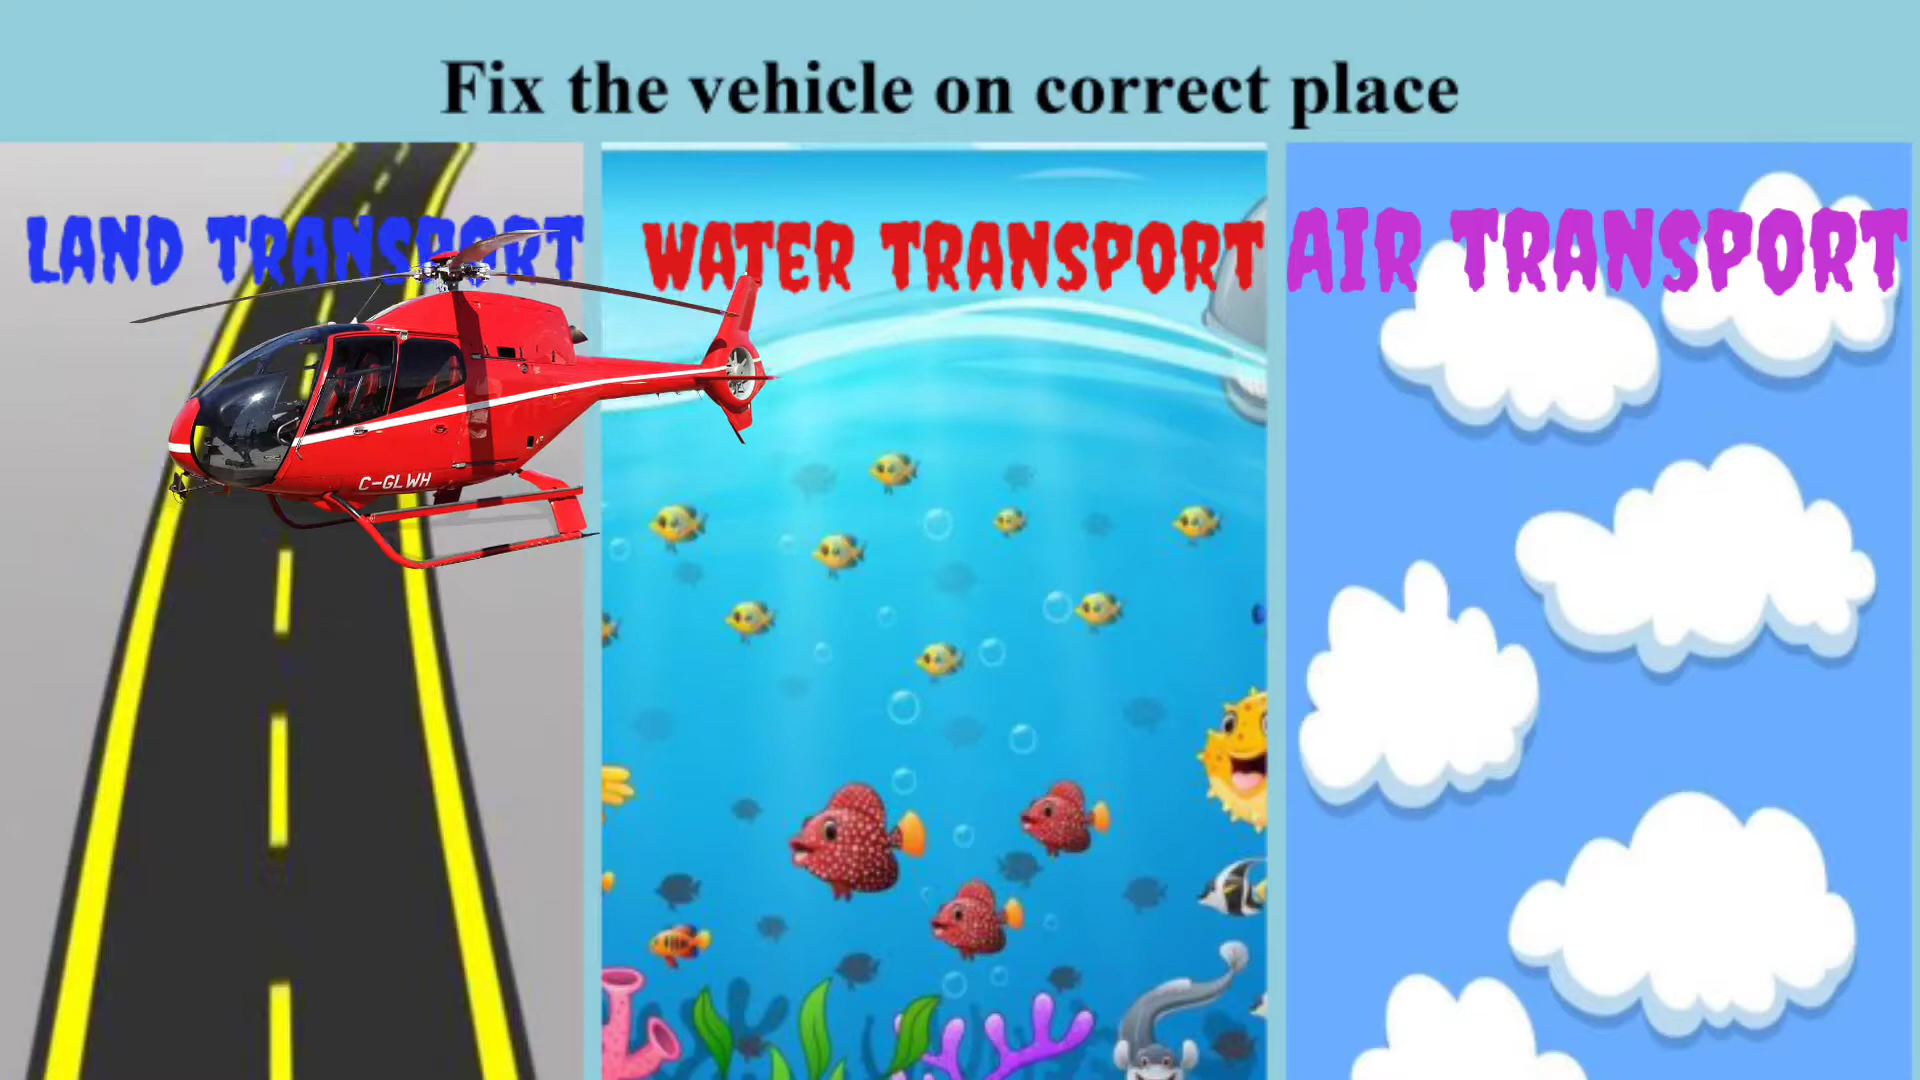 Fix the vehicle on correct place
LAND TRANSPORT
WATER TRANSPORT
AIR TRANSPORT
C-GLWH